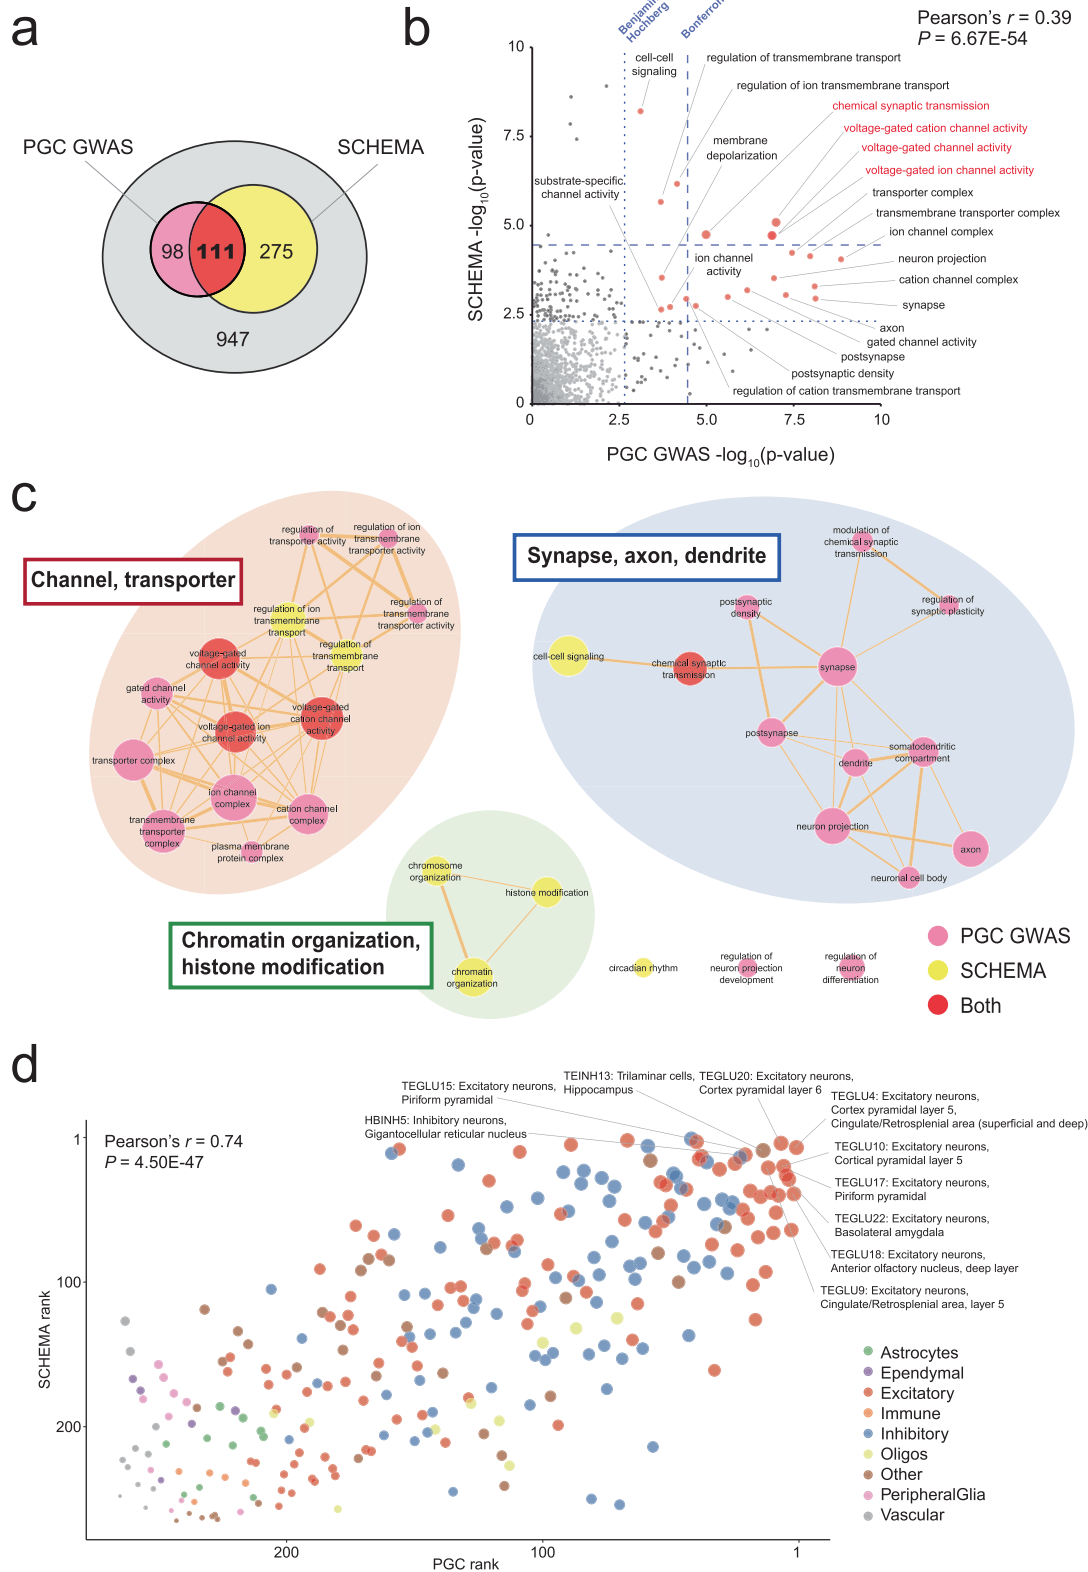 a
PGC GWAS
SCHEMA
98
111
275
947
b
Benjamini
Hochberg
Bonferroni
Pearson's r = 0.39
P = 6.67E-54
SCHEMA -log10(p-value)
10
7.5
5.0
2.5
0
0
2.5
5.0
7.5
10
PGC GWAS -log10(p-value)
cell-cell
signaling
regulation of transmembrane transport
regulation of ion transmembrane transport
chemical synaptic transmission
voltage-gated cation channel activity
voltage-gated channel activity
voltage-gated ion channel activity
membrane
depolarization
substrate-specific
channel activity
transporter complex
transmembrane transporter complex
ion channel complex
ion channel
activity
neuron projection
cation channel complex
synapse
axon
gated channel activity
postsynapse
postsynaptic density
regulation of cation transmembrane transport
c
Channel, transporter
regulation of
transporter activity
regulation of ion
transmembrane
transporter activity
regulation of ion
transmembrane
transport
regulation of
transmembrane
transporter activity
regulation of
transmembrane
transport
voltage-gated
channel activity
gated channel
activity
voltage-gated
cation channel
activity
voltage-gated ion
channel activity
transporter complex
ion channel
complex
cation channel
complex
transmembrane
transporter
complex
plasma membrane
protein complex
Synapse, axon, dendrite
modulation of
chemical synaptic
transmission
postsynaptic
density
regulation of
synaptic plasticity
cell-cell signaling
chemical synaptic
transmission
synapse
postsynapse
somatodendritic
compartment
dendrite
neuron projection
axon
neuronal cell body
chromosome
organization
histone modification
chromatin
organization
Chromatin organization,
histone modification
circadian rhythm
regulation of
neuron projection
development
regulation of
neuron
differentiation
PGC GWAS
SCHEMA
Both
d
Pearson's r = 0.74
P = 4.50E-47
TEGLU15: Excitatory neurons,
Piriform pyramidal
HBINH5: Inhibitory neurons,
Gigantocellular reticular nucleus
TEINH13: Trilaminar cells,
Hippocampus
TEGLU20: Excitatory neurons,
Cortex pyramidal layer 6
TEGLU4: Excitatory neurons,
Cortex pyramidal layer 5,
Cingulate/Retrosplenial area (superficial and deep)
TEGLU10: Excitatory neurons,
Cortical pyramidal layer 5
TEGLU17: Excitatory neurons,
Piriform pyramidal
TEGLU22: Excitatory neurons,
Basolateral amygdala
TEGLU18: Excitatory neurons,
Anterior olfactory nucleus, deep layer
TEGLU9: Excitatory neurons,
Cingulate/Retrosplenial area, layer 5
SCHEMA rank
1
100
200
200
100
1
PGC rank
Astrocytes
Ependymal
Excitatory
Immune
Inhibitory
Oligos
Other
PeripheralGlia
Vascular